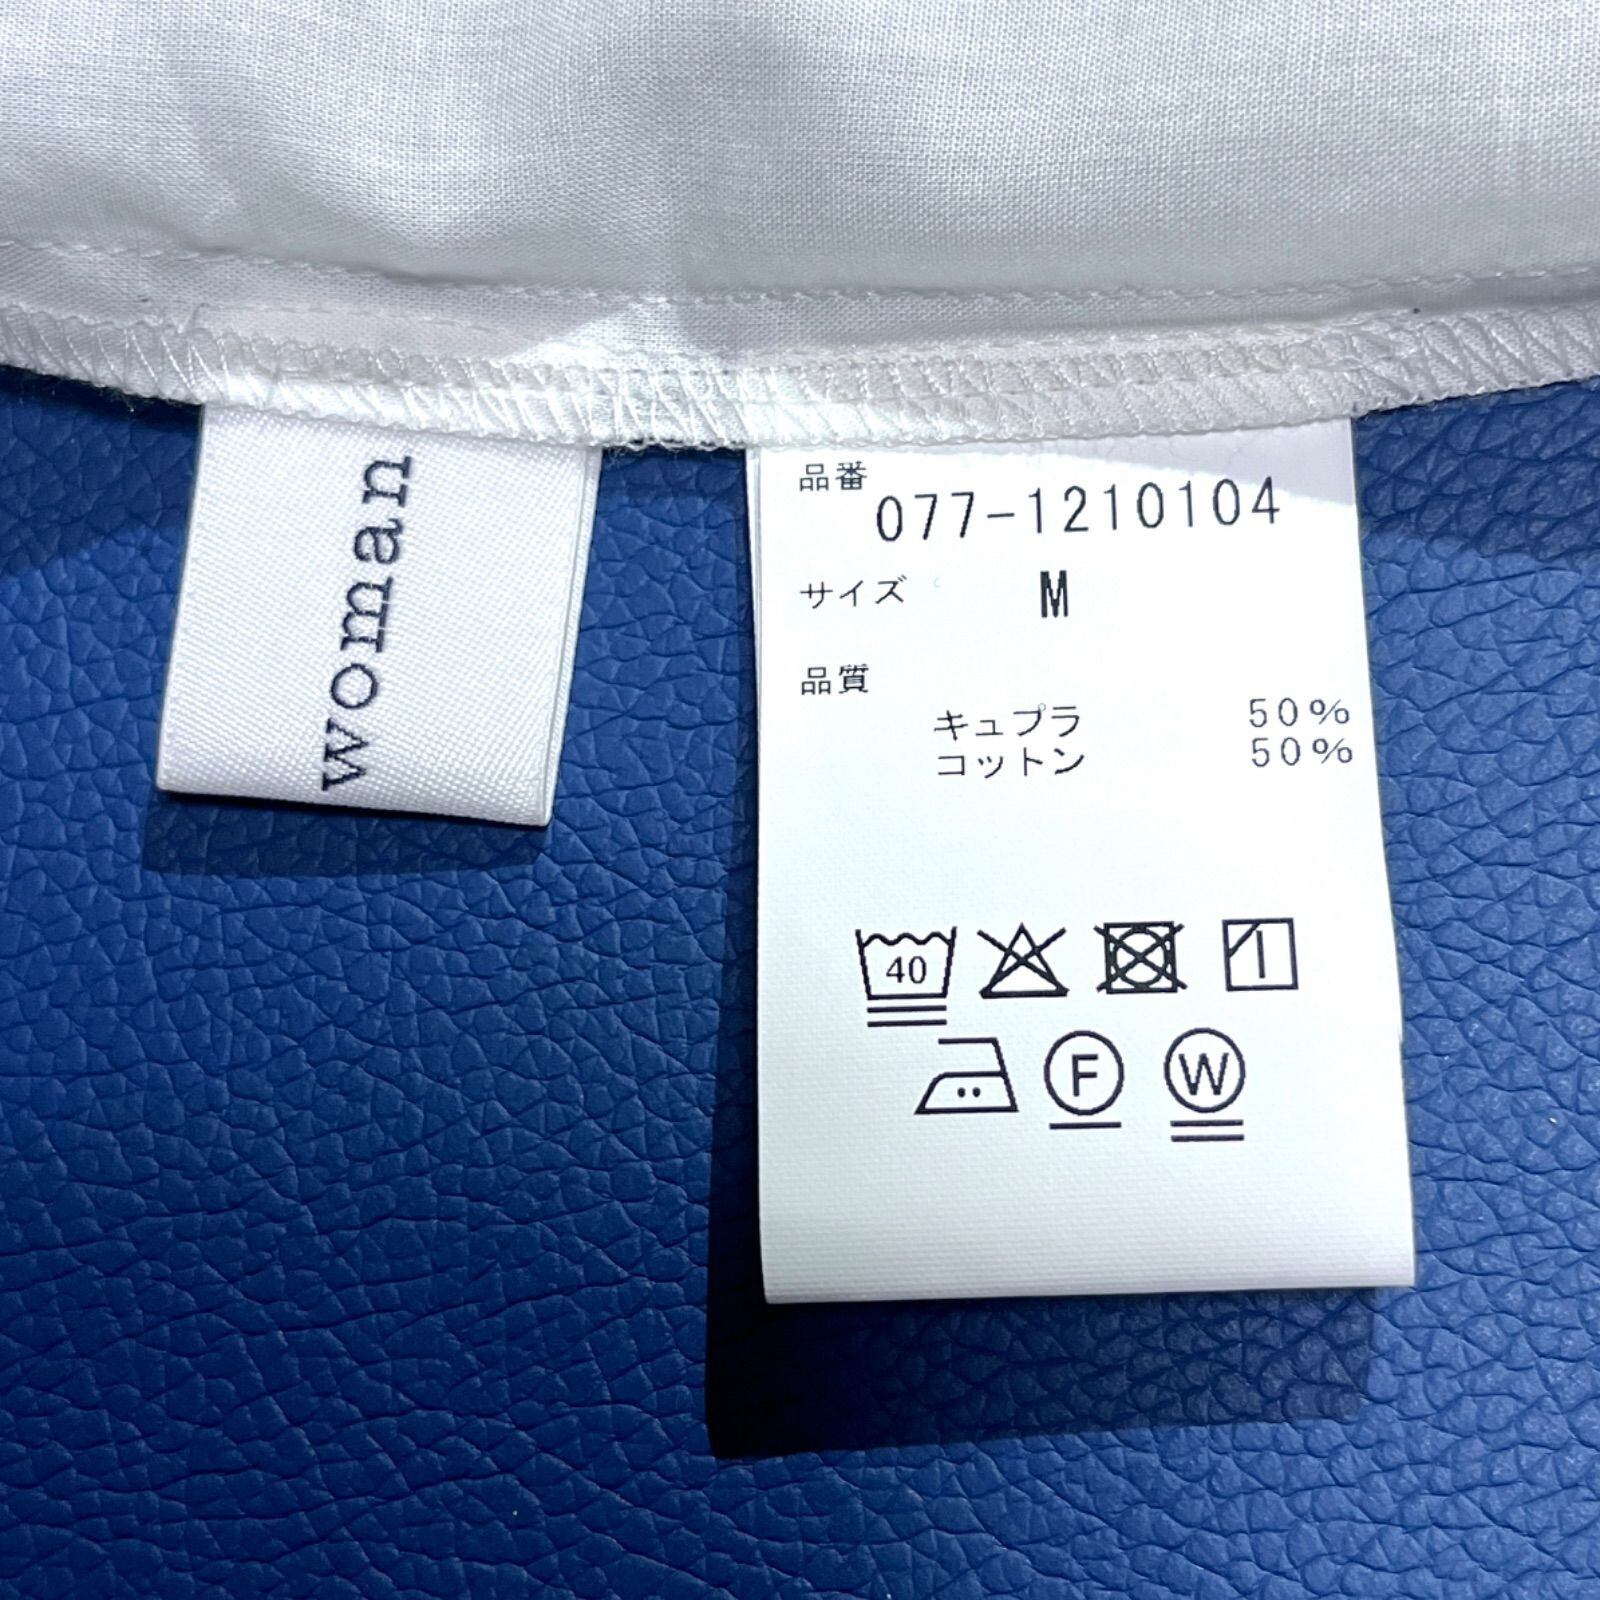 woman
品番
077-1210104
サイズ M
品質
キュプラ 50%
コットン 50%
40
F W